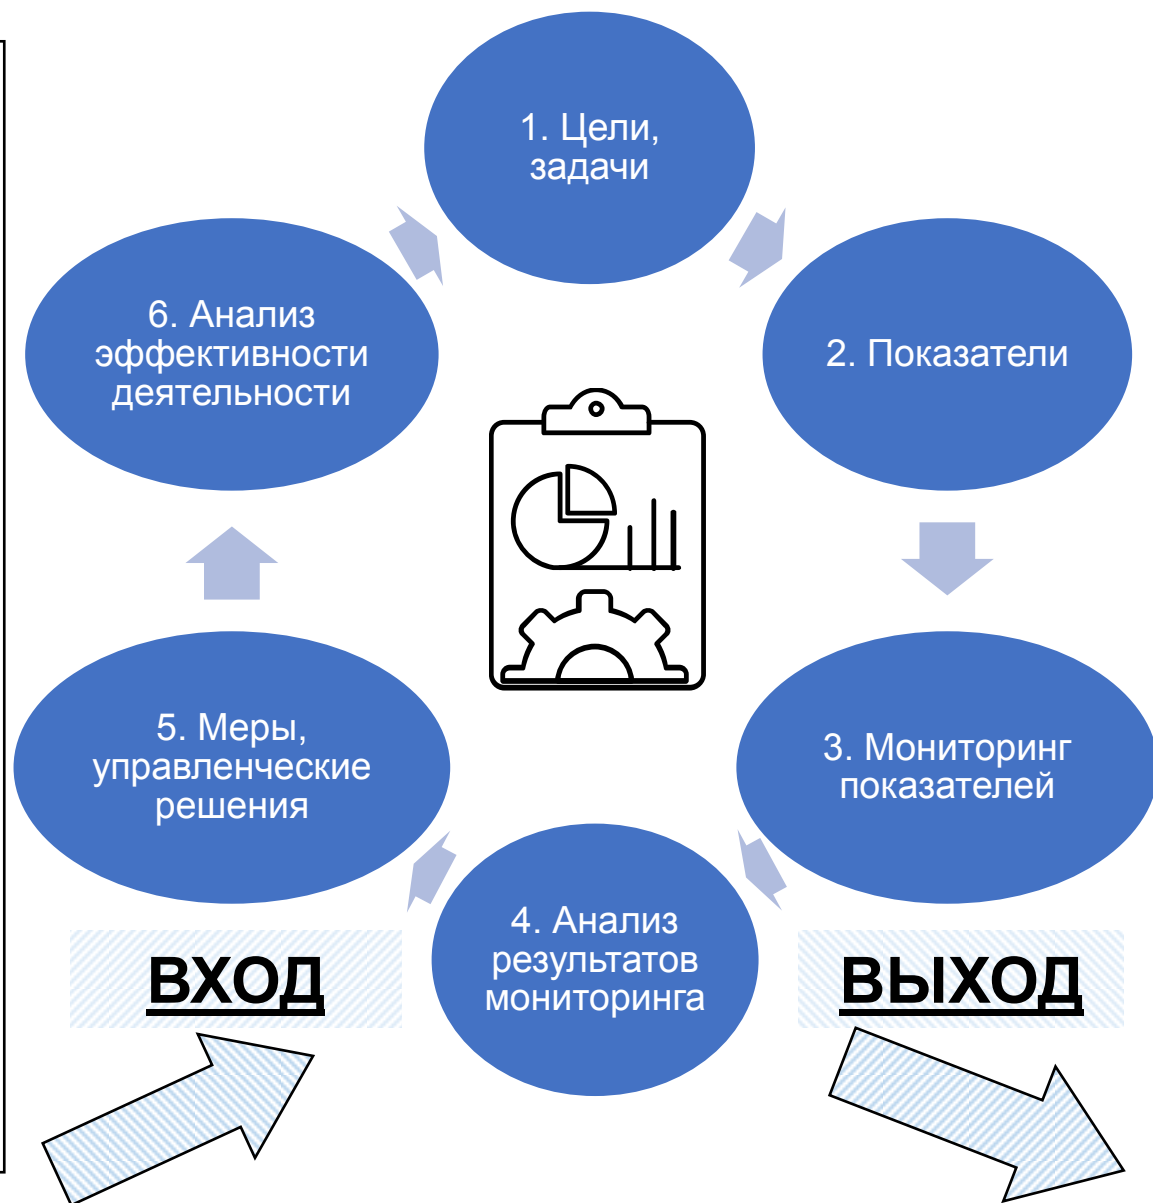 1. Цели,
задачи
2. Показатели
3. Мониторинг
показателей
4. Анализ
результатов
мониторинга
5. Меры,
управленческие
решения
6. Анализ
эффективности
деятельности
ВХОД
ВЫХОД